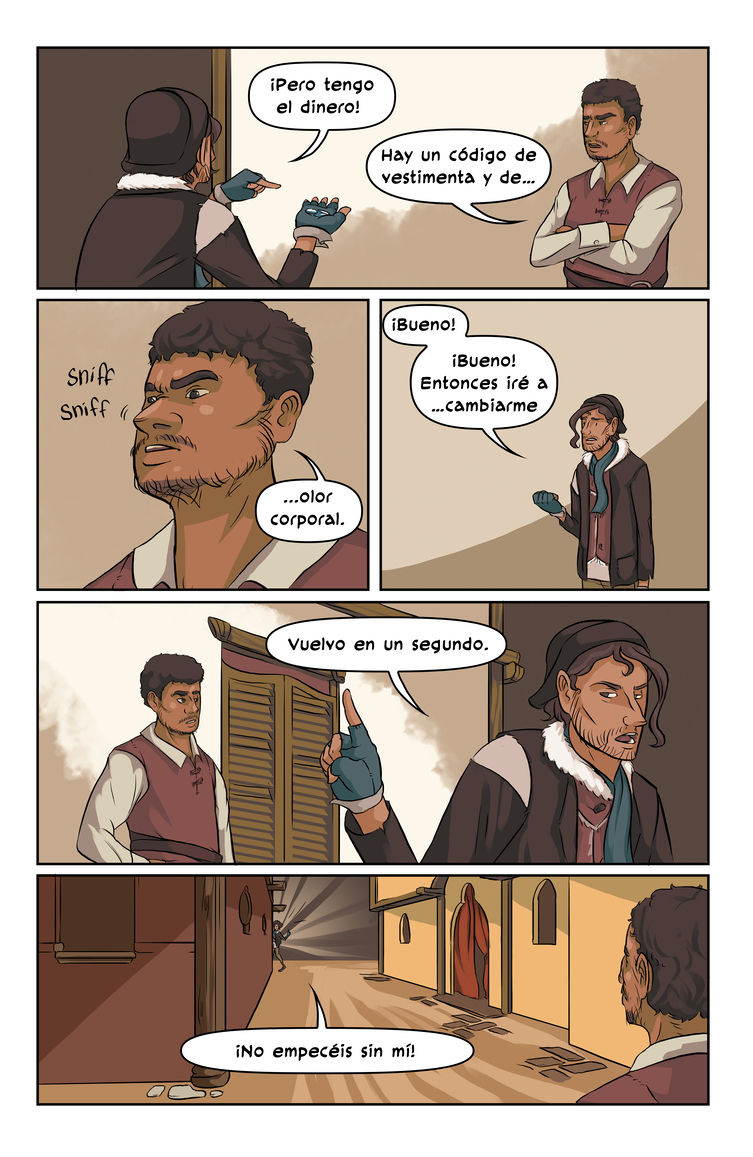 ¡Pero tengo
el dinero!
Hay un código de
vestimenta y de...
Sniff
Sniff
...olor
corporal.
¡Bueno!
¡Bueno!
Entonces iré a
...cambiarme
Vuelvo en un segundo.
¡No empecéis sin mí!